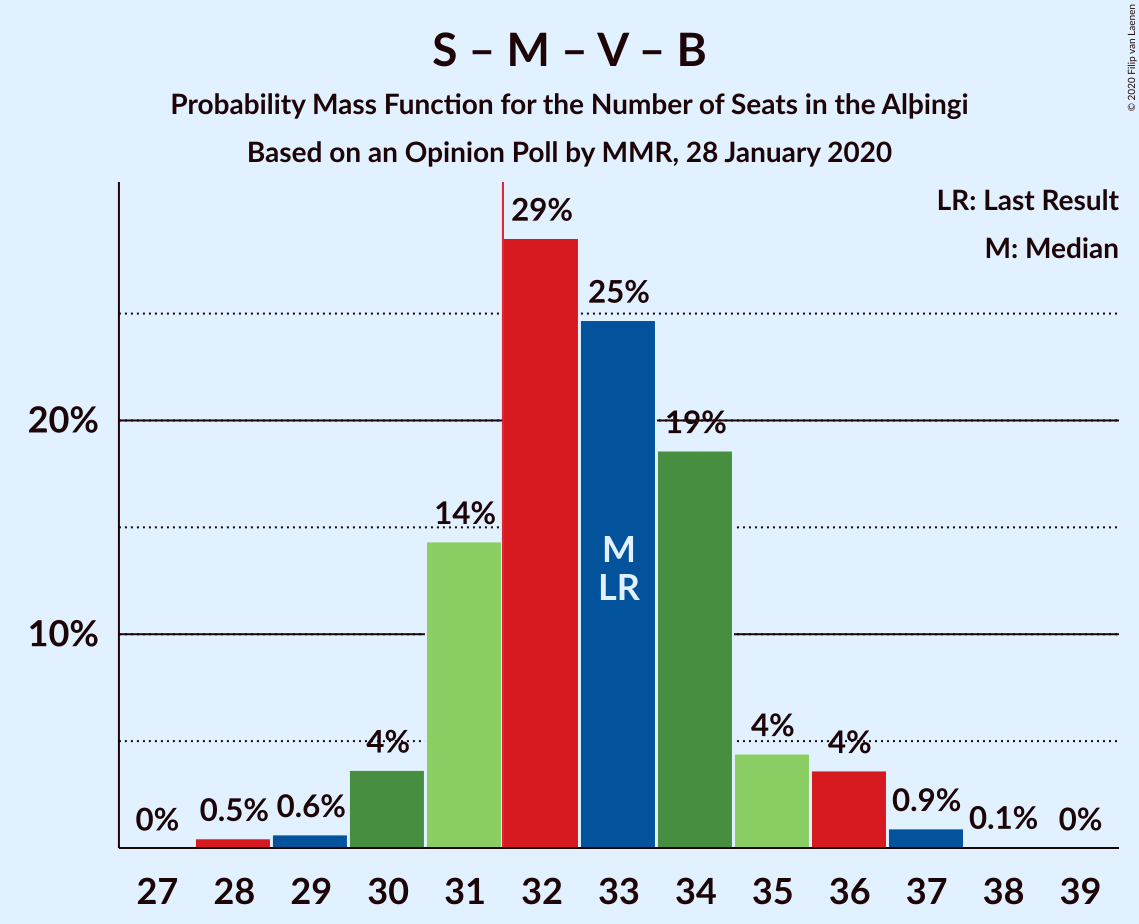 S – M – V – B
Probability Mass Function for the Number of Seats in the Alþingi
Based on an Opinion Poll by MMR, 28 January 2020
© 2020 Filip van Laenen
LR: Last Result
M: Median
20%
10%
0%
0.5%
0.6%
4%
14%
29%
25%
19%
4%
4%
0.9%
0.1%
0%
M
LR
27 28 29 30 31 32 33 34 35 36 37 38 39